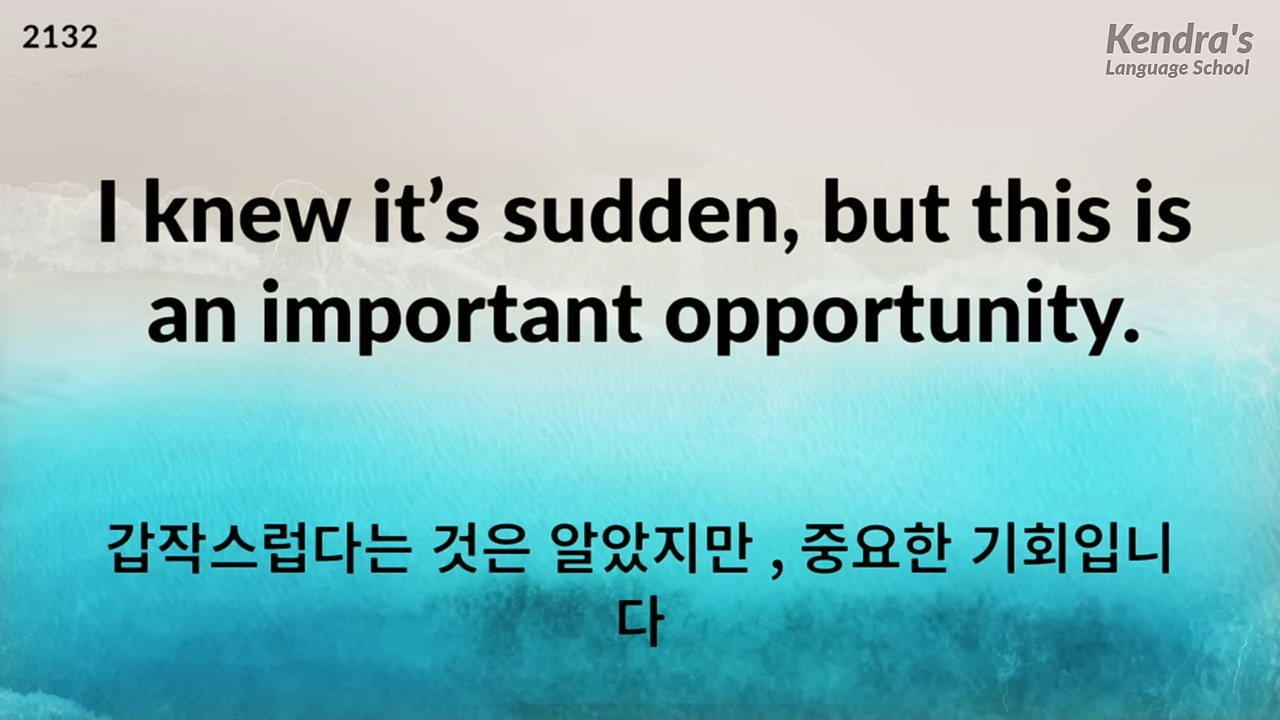 2132
Kendra's
Language School
I knew it’s sudden, but this is
an important opportunity.
갑작스럽다는 것은 알았지만 , 중요한 기회입니
다